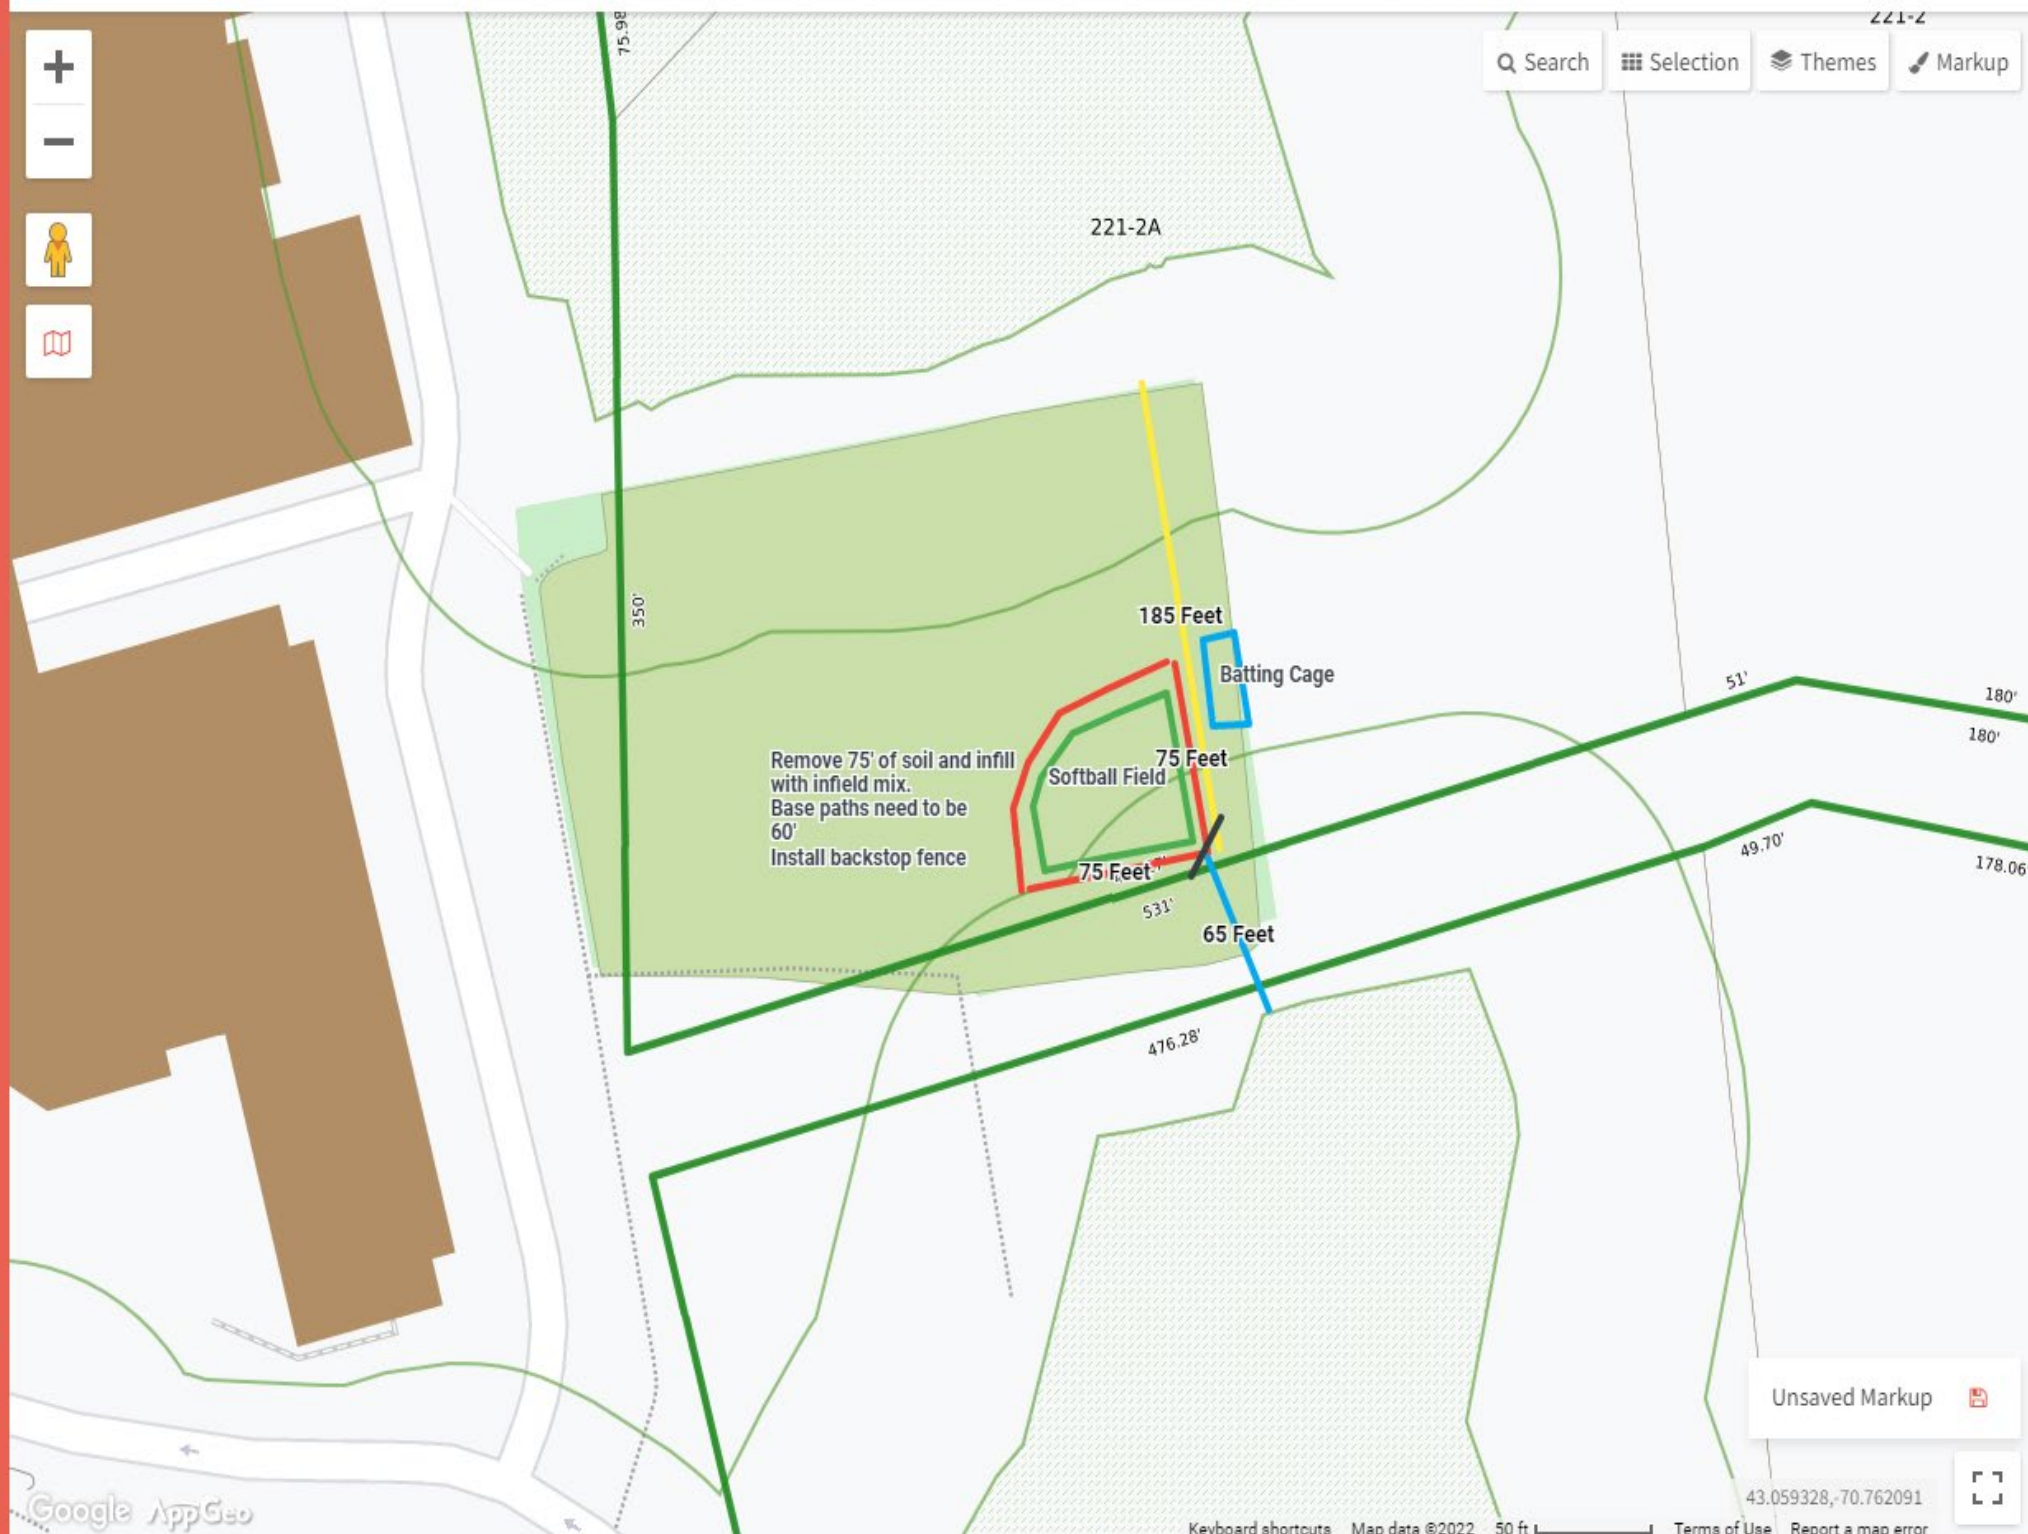 75.98
221-2
Search
Selection
Themes
Markup
221-2A
350'
185 Feet
Batting Cage
51'
180'
180'
Remove 75' of soil and infill
with infield mix.
Base paths need to be
60'
Install backstop fence
Softball Field
75 Feet
75 Feet
531'
49.70'
178.06
65 Feet
476.28'
Unsaved Markup
43.059328,-70.762091
Google AppGeo
Keyboard shortcuts Map data ©2022 50 ft Terms of Use Report a map error